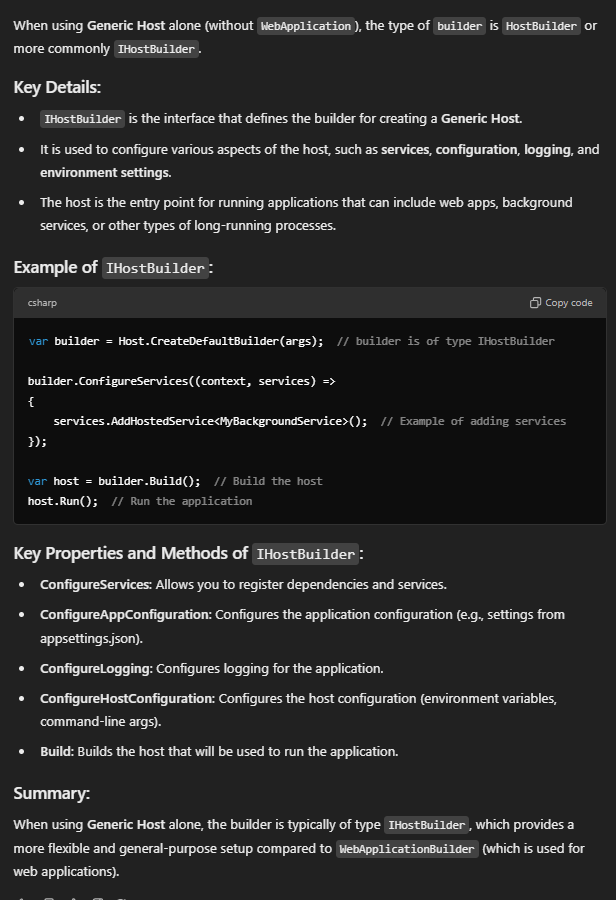 When using Generic Host alone (without WebApplication), the type of builder is HostBuilder or
more commonly IHostBuilder.
Key Details:
• IHostBuilder is the interface that defines the builder for creating a Generic Host.
• It is used to configure various aspects of the host, such as services, configuration, logging, and
environment settings.
• The host is the entry point for running applications that can include web apps, background
services, or other types of long-running processes.
Example of IHostBuilder:
csharp Copy code
var builder = Host.CreateDefaultBuilder(args);  // builder is of type IHostBuilder
builder.ConfigureServices((context, services) =>
{
    services.AddHostedService<MyBackgroundService>();  // Example of adding services
});
var host = builder.Build();  // Build the host
host.Run();  // Run the application
Key Properties and Methods of IHostBuilder:
• ConfigureServices: Allows you to register dependencies and services.
• ConfigureAppConfiguration: Configures the application configuration (e.g., settings from
appsettings.json).
• ConfigureLogging: Configures logging for the application.
• ConfigureHostConfiguration: Configures the host configuration (environment variables,
command-line args).
• Build: Builds the host that will be used to run the application.
Summary:
When using Generic Host alone, the builder is typically of type IHostBuilder, which provides a
more flexible and general-purpose setup compared to WebApplicationBuilder (which is used for
web applications).